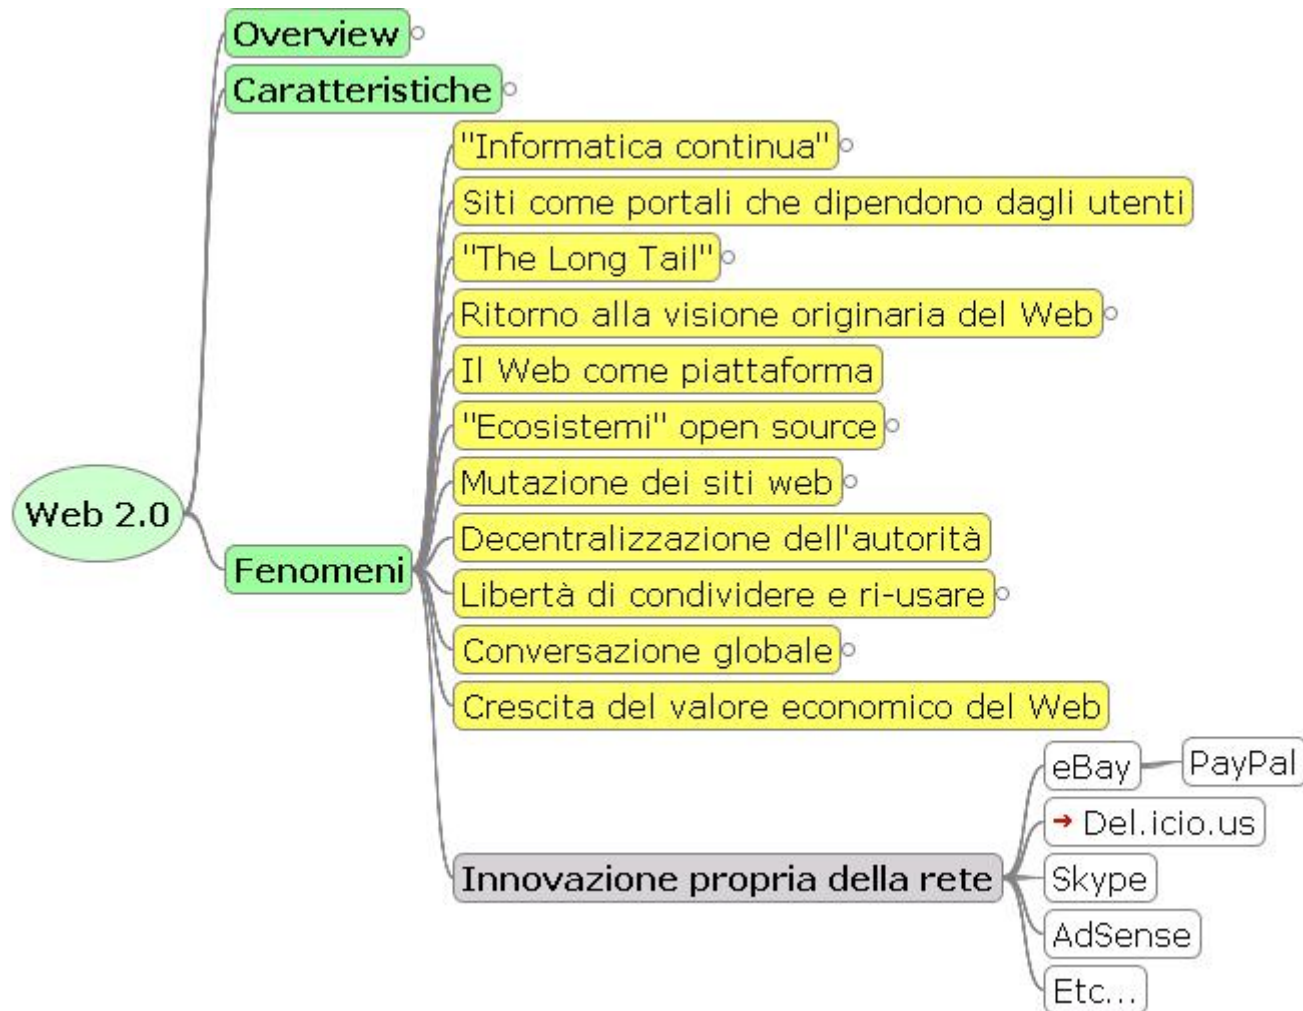 Overview
Caratteristiche
"Informatica continua"
Siti come portali che dipendono dagli utenti
"The Long Tail"
Ritorno alla visione originaria del Web
Il Web come piattaforma
"Ecosistemi" open source
Mutazione dei siti web
Web 2.0
Decentralizzazione dell'autorità
Fenomeni
Libertà di condividere e ri-usare
Conversazione globale
Crescita del valore economico del Web
eBay
PayPal
Del.icio.us
Innovazione propria della rete
Skype
AdSense
Etc...